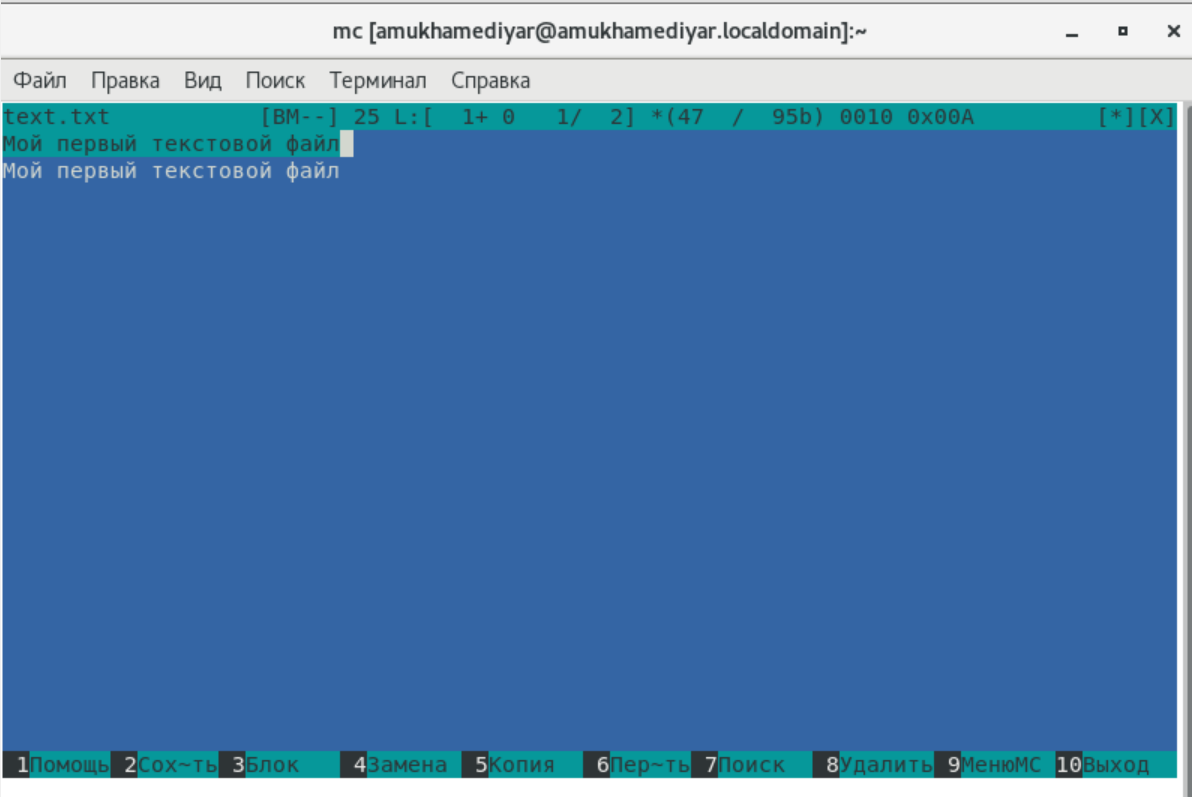 mc [amukhamediyar@amukhamediyar.localdomain]:~
Файл Правка Вид Поиск Терминал Справка
text.txt [BM--] 25 L:[ 1+ 0 1/ 2] *(47 / 95b) 0010 0x00A [*][X]
Мой первый текстовой файл
Мой первый текстовой файл
1Помощь 2Сох~ть 3Блок 4Замена 5Копия 6Пер~ть 7Поиск 8Удалить 9МенюMC 10Выход